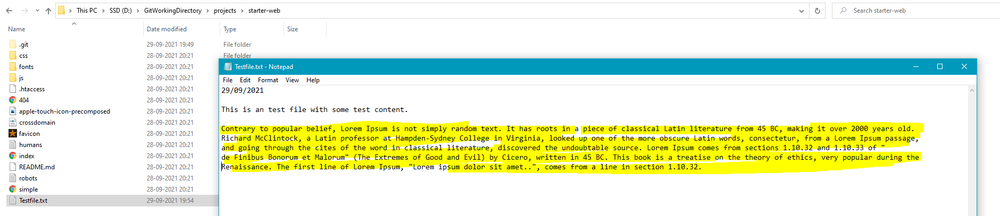 This PC > SSD (D:) > GitWorkingDirectory > projects > starter-web
Search starter-web
Name Date modified Type Size
.git 29-09-2021 19:49 File folder
css 28-09-2021 20:21 File folder
fonts 28-09-2021 20:21
js 28-09-2021 20:21
.htaccess 28-09-2021 20:21
404 28-09-2021 20:21
apple-touch-icon-precomposed 28-09-2021 20:21
crossdomain 28-09-2021 20:21
favicon 28-09-2021 20:21
humans 28-09-2021 20:21
index 28-09-2021 20:21
README.md 28-09-2021 20:21
robots 28-09-2021 20:21
simple 28-09-2021 20:21
Testfile.txt 29-09-2021 19:54
Testfile.txt - Notepad
File Edit Format View Help
29/09/2021
This is an test file with some test content.
Contrary to popular belief, Lorem Ipsum is not simply random text. It has roots in a piece of classical Latin literature from 45 BC, making it over 2000 years old.
Richard McClintock, a Latin professor at Hampden-Sydney College in Virginia, looked up one of the more obscure Latin words, consectetur, from a Lorem Ipsum passage,
and going through the cites of the word in classical literature, discovered the undoubtable source. Lorem Ipsum comes from sections 1.10.32 and 1.10.33 of "
de Finibus Bonorum et Malorum" (The Extremes of Good and Evil) by Cicero, written in 45 BC. This book is a treatise on the theory of ethics, very popular during the
Renaissance. The first line of Lorem Ipsum, "Lorem ipsum dolor sit amet..", comes from a line in section 1.10.32.